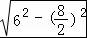 √(6² − (8/2)²)